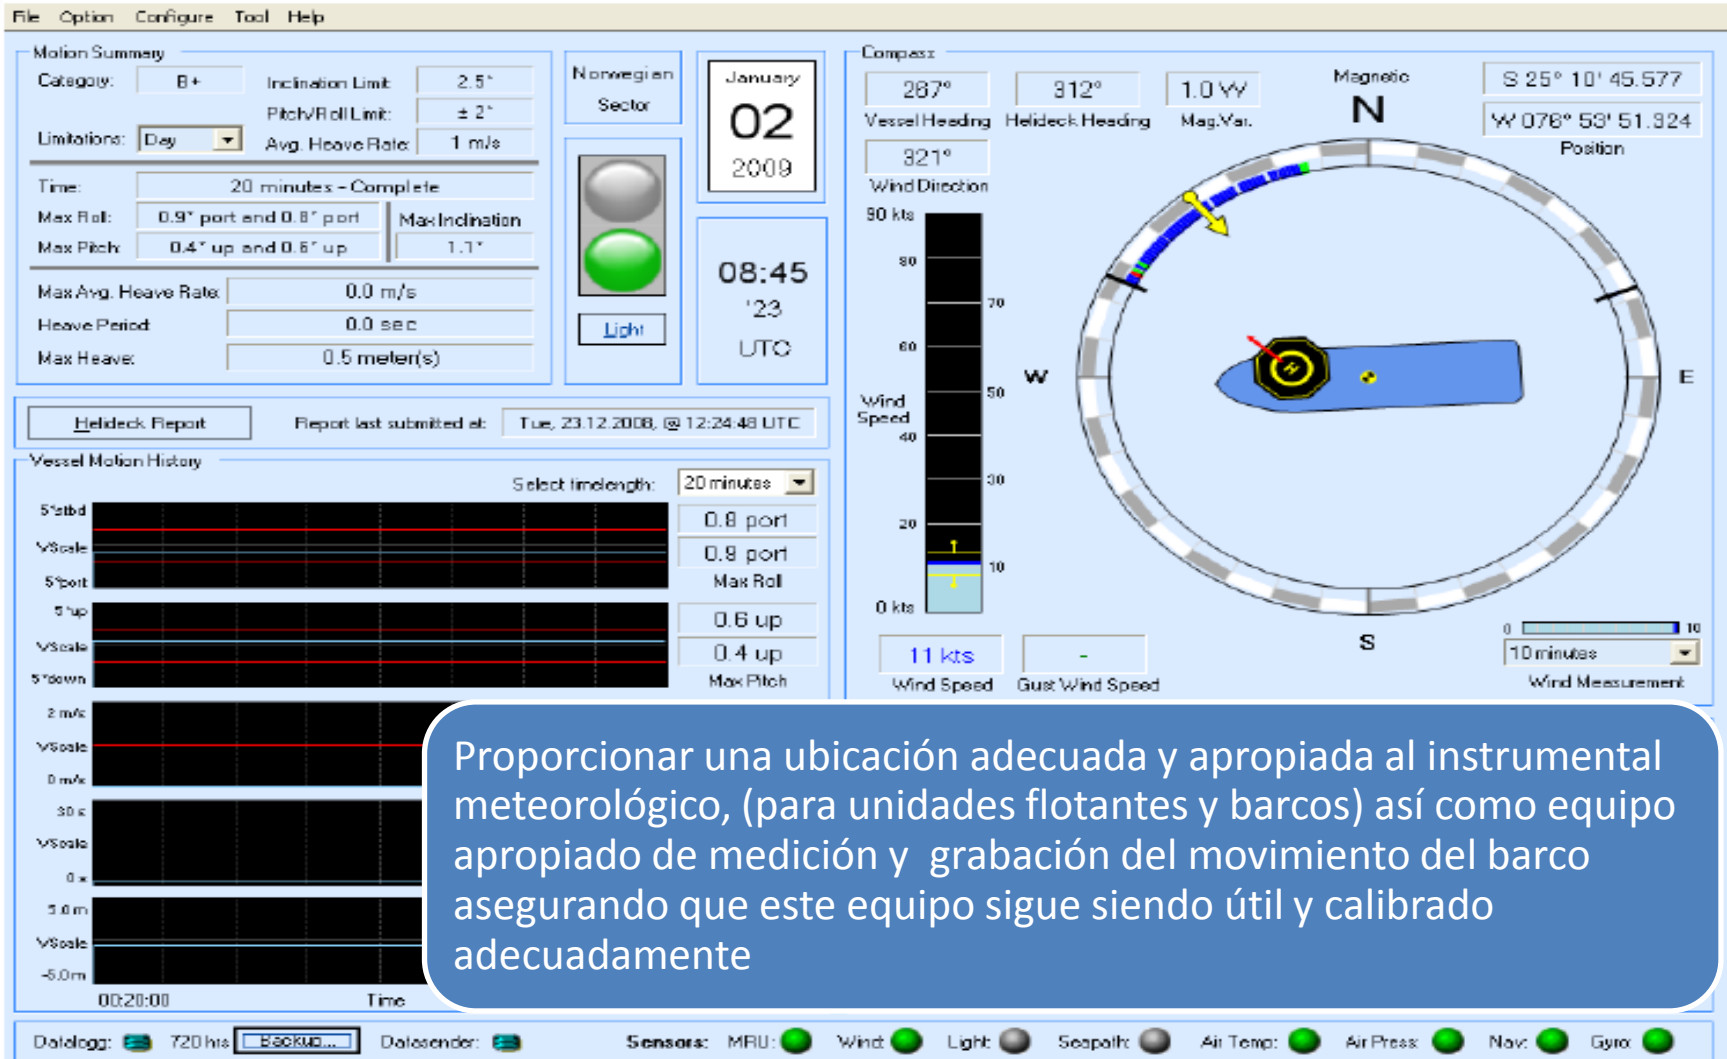 File Option Configure Tool Help
Motion Summary
Category: B+ Inclination Limit: 2.5°
Pitch/Roll Limit: ± 2°
Limitations: Day Avg. Heave Rate: 1 m/s
Time: 20 minutes - Complete
Max Roll: 0.9° port and 0.8° port Max Inclination
Max Pitch: 0.4° up and 0.6° up 1.1°
Max Avg. Heave Rate: 0.0 m/s
Heave Period: 0.0 sec
Max Heave: 0.5 meter(s)
Norwegian
Sector
Light
January
02
2009
08:45
'23
UTC
Helideck Report Report last submitted at: Tue, 23.12.2008, @ 12:24:48 UTC
Vessel Motion History
Select timelength: 20 minutes
5°stbd
VScale
5°port
0.8 port
0.9 port
Max Roll
5°up
VScale
5°down
0.6 up
0.4 up
Max Pitch
2 m/s
VScale
0 m/s
30 s
VScale
0 s
5.0 m
VScale
-5.0 m
00:20:00 Time
Compass
287° 312° 1.0 W
Vessel Heading Helideck Heading Mag.Var.
321°
Wind Direction
Magnetic
N
S 25° 10' 45.577
W 076° 53' 51.324
Position
W
E
S
90 kts
80
70
60
50
Wind
Speed
40
30
20
10
0 kts
H
11 kts -
Wind Speed Gust Wind Speed
0 10
10 minutes
Wind Measurement
Proporcionar una ubicación adecuada y apropiada al instrumental
meteorológico, (para unidades flotantes y barcos) así como equipo
apropiado de medición y grabación del movimiento del barco
asegurando que este equipo sigue siendo útil y calibrado
adecuadamente
Datalogg: 720 hrs Backup... Datasender: Sensors: MRU: Wind: Light: Seapath: Air Temp: Air Press: Nav: Gyro: